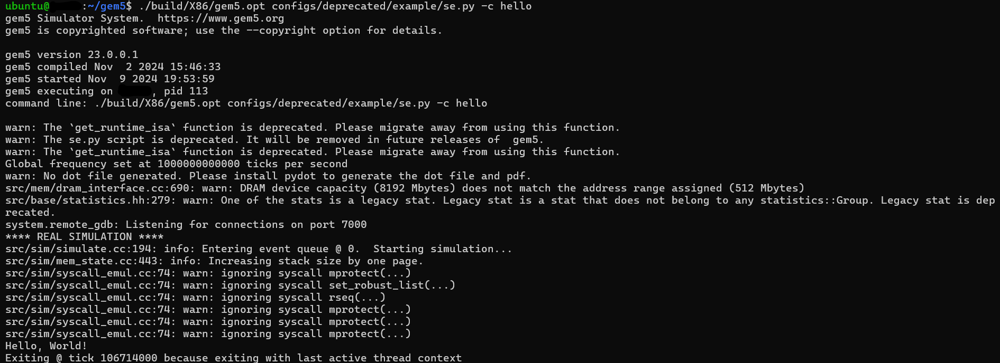 ubuntu@:~/gem5$ ./build/X86/gem5.opt configs/deprecated/example/se.py -c hello
gem5 Simulator System.  https://www.gem5.org
gem5 is copyrighted software; use the --copyright option for details.

gem5 version 23.0.0.1
gem5 compiled Nov  2 2024 15:46:33
gem5 started Nov  9 2024 19:53:59
gem5 executing on , pid 113
command line: ./build/X86/gem5.opt configs/deprecated/example/se.py -c hello

warn: The `get_runtime_isa` function is deprecated. Please migrate away from using this function.
warn: The se.py script is deprecated. It will be removed in future releases of  gem5.
warn: The `get_runtime_isa` function is deprecated. Please migrate away from using this function.
Global frequency set at 1000000000000 ticks per second
warn: No dot file generated. Please install pydot to generate the dot file and pdf.
src/mem/dram_interface.cc:690: warn: DRAM device capacity (8192 Mbytes) does not match the address range assigned (512 Mbytes)
src/base/statistics.hh:279: warn: One of the stats is a legacy stat. Legacy stat is a stat that does not belong to any statistics::Group. Legacy stat is dep
recated.
system.remote_gdb: Listening for connections on port 7000
**** REAL SIMULATION ****
src/sim/simulate.cc:194: info: Entering event queue @ 0.  Starting simulation...
src/sim/mem_state.cc:443: info: Increasing stack size by one page.
src/sim/syscall_emul.cc:74: warn: ignoring syscall mprotect(...)
src/sim/syscall_emul.cc:74: warn: ignoring syscall set_robust_list(...)
src/sim/syscall_emul.cc:74: warn: ignoring syscall rseq(...)
src/sim/syscall_emul.cc:74: warn: ignoring syscall mprotect(...)
src/sim/syscall_emul.cc:74: warn: ignoring syscall mprotect(...)
src/sim/syscall_emul.cc:74: warn: ignoring syscall mprotect(...)
Hello, World!
Exiting @ tick 106714000 because exiting with last active thread context